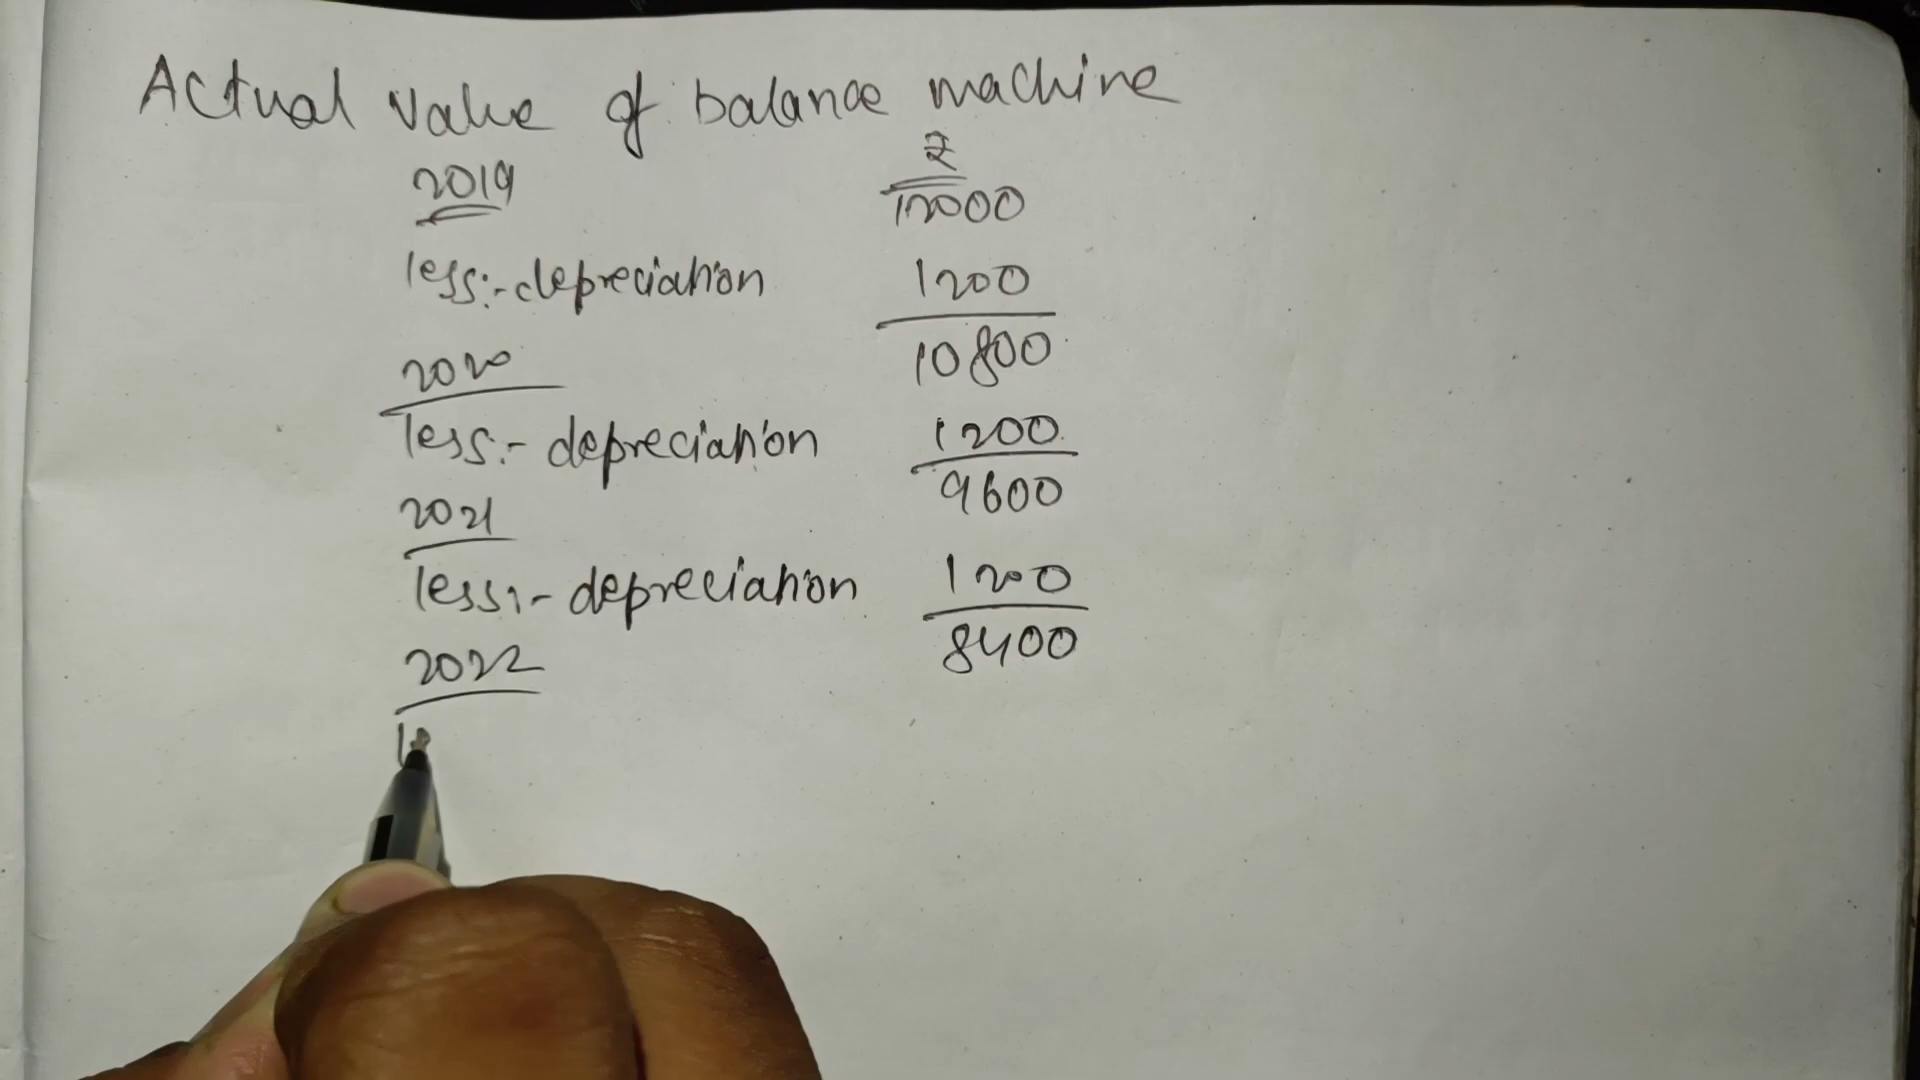 Actual value of balance machine
₹
2019 12000
less:- depreciation 1200
2020 10800
less:- depreciation 1200
2021 9600
less:- depreciation 1200
2022 8400